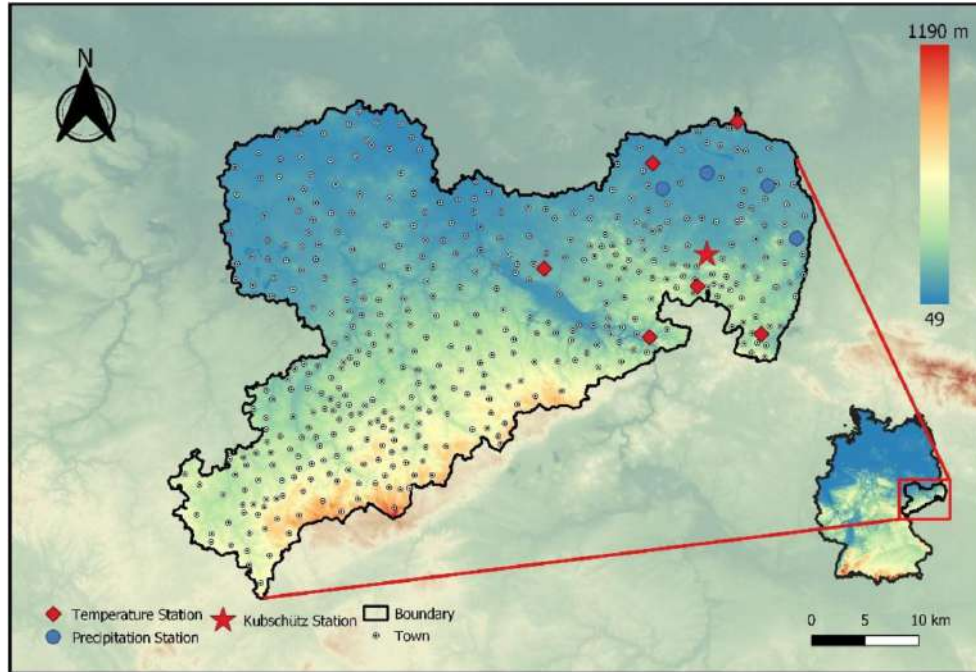 1190 m
N
49
Temperature Station
Kubschütz Station
Boundary
Precipitation Station
Town
0 5 10 km